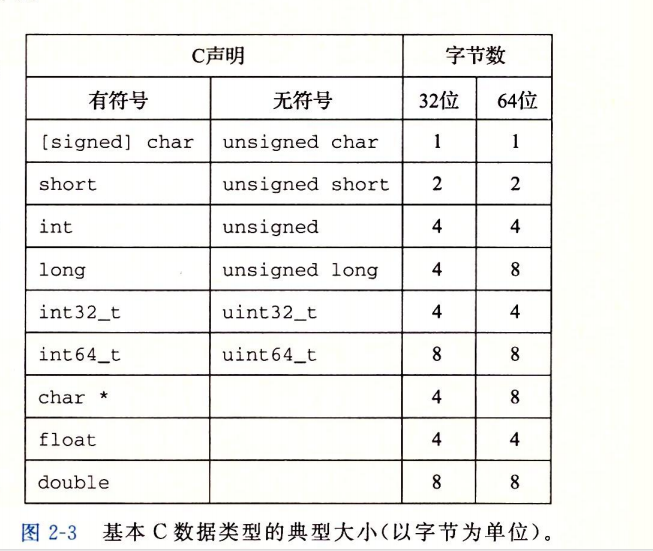 C声明 字节数
有符号 无符号 32位 64位
[signed] char unsigned char 1 1
short unsigned short 2 2
int unsigned 4 4
long unsigned long 4 8
int32_t uint32_t 4 4
int64_t uint64_t 8 8
char * 4 8
float 4 4
double 8 8
图 2-3 基本 C 数据类型的典型大小(以字节为单位)。